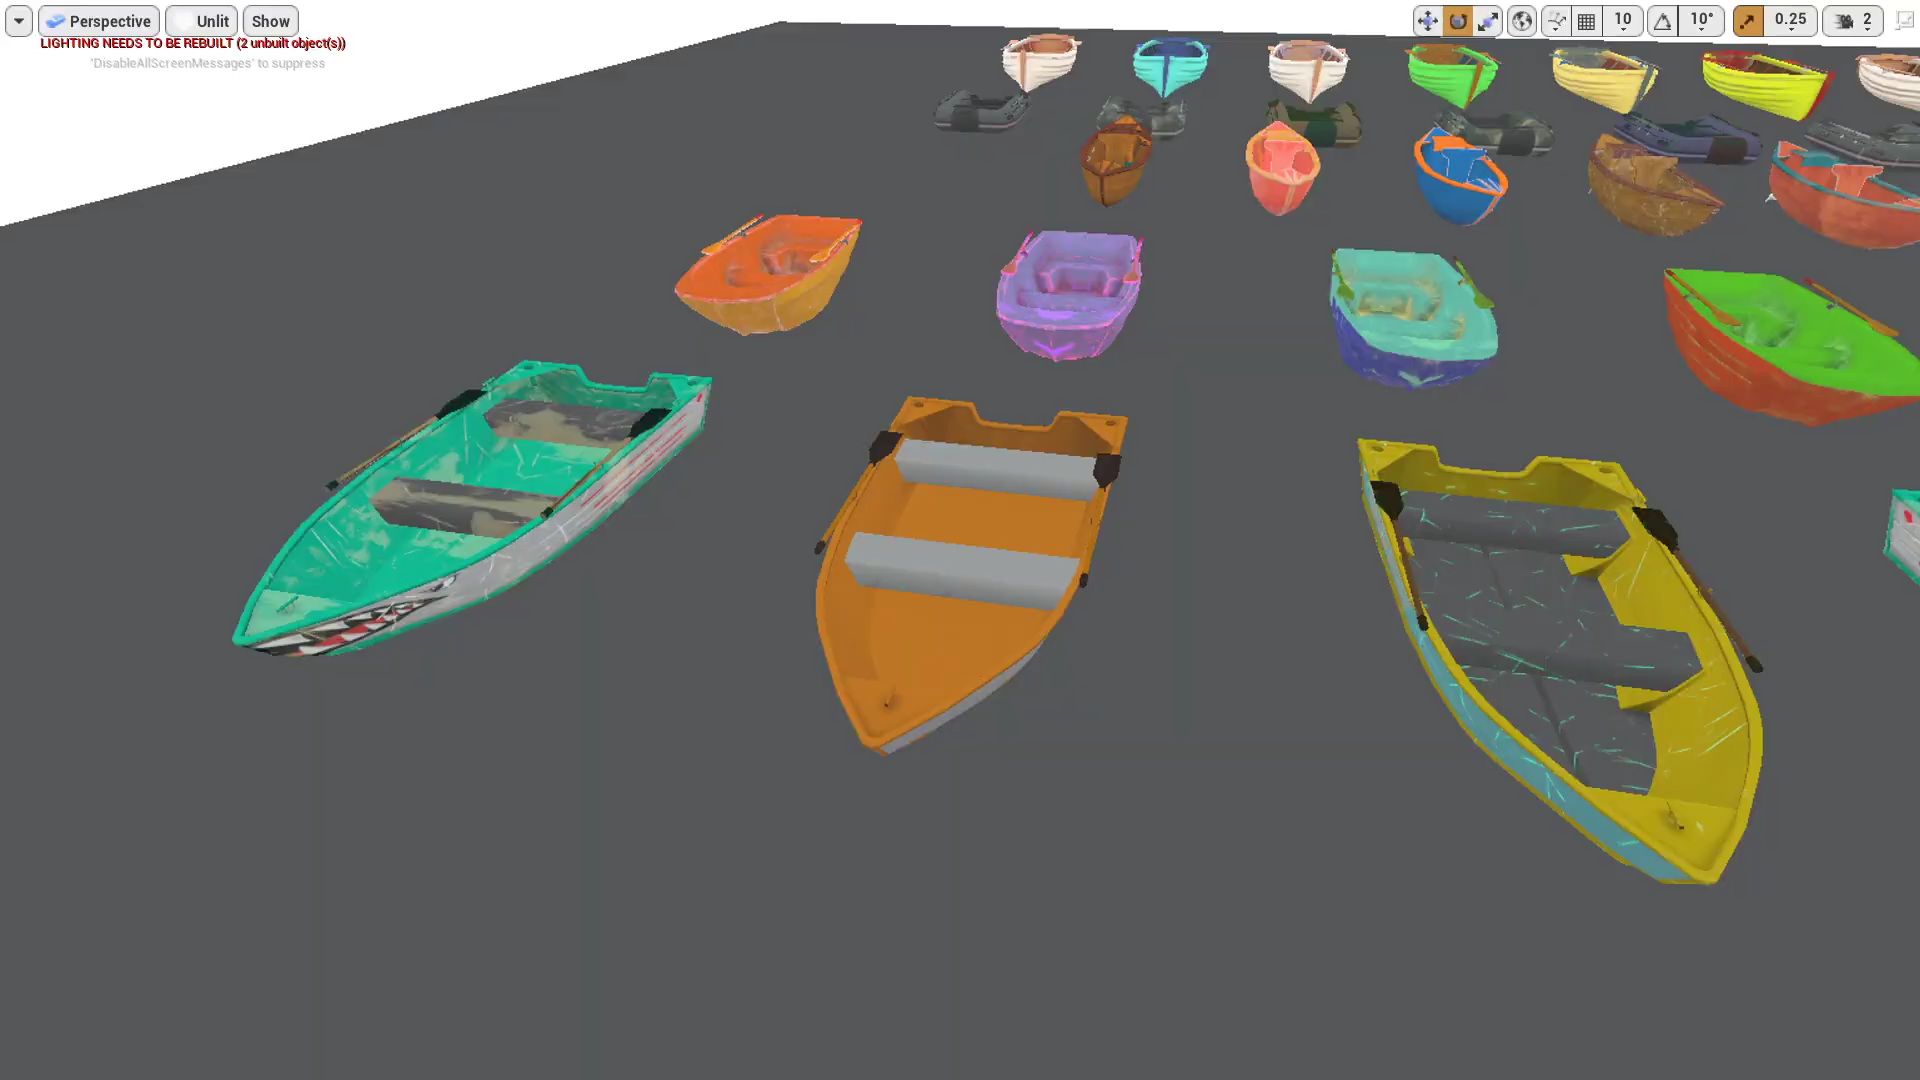 Perspective Unlit Show 10 10° 0.25 2
LIGHTING NEEDS TO BE REBUILT (2 unbuilt object(s))
'DisableAllScreenMessages' to suppress